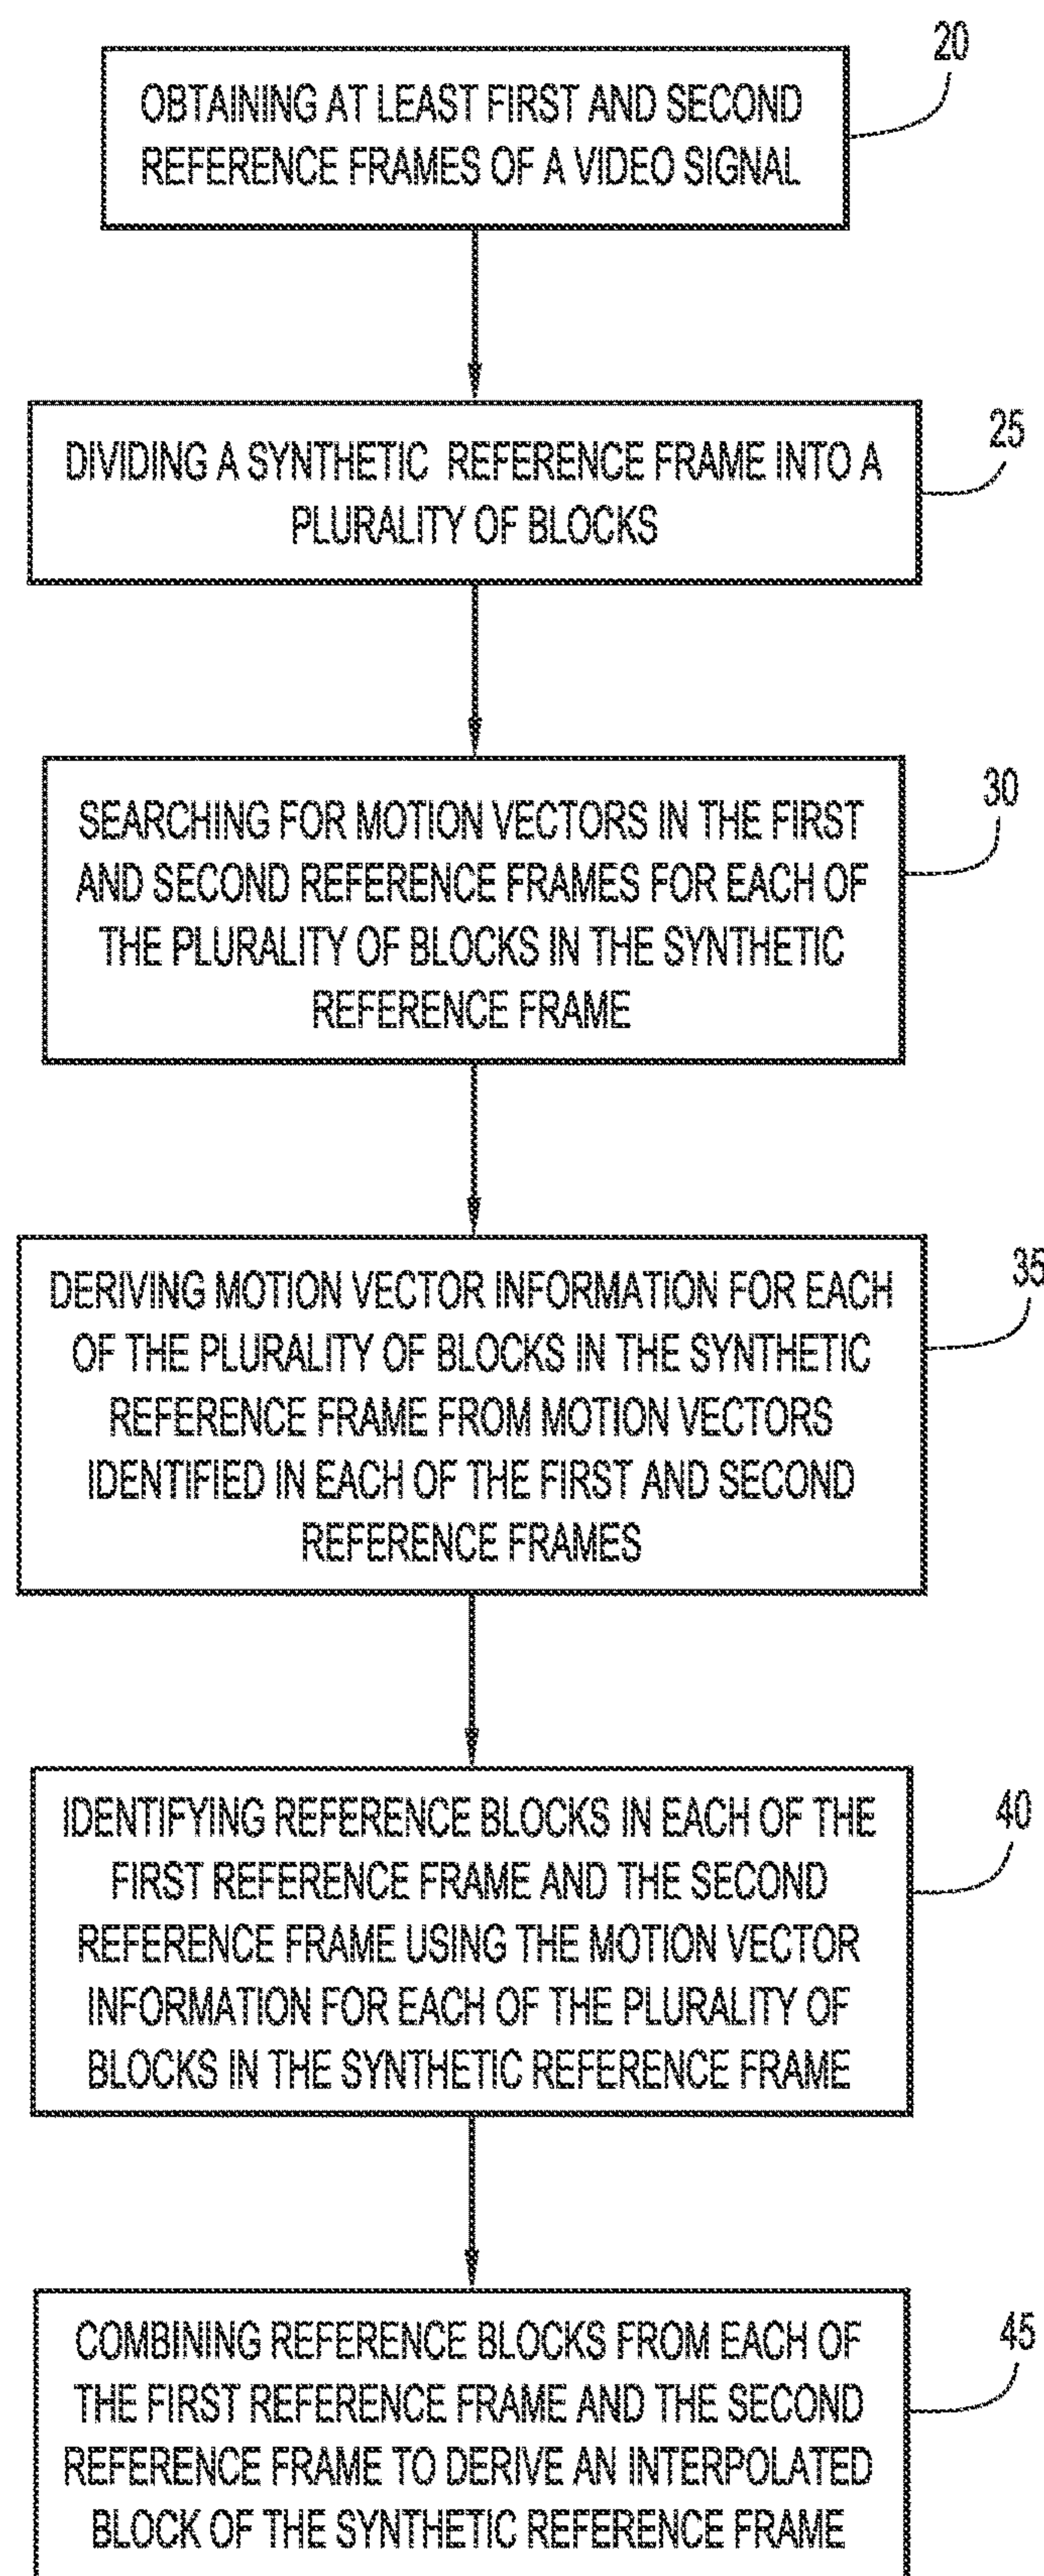 20
OBTAINING AT LEAST FIRST AND SECOND
REFERENCE FRAMES OF A VIDEO SIGNAL
25
DIVIDING A SYNTHETIC REFERENCE FRAME INTO A
PLURALITY OF BLOCKS
30
SEARCHING FOR MOTION VECTORS IN THE FIRST
AND SECOND REFERENCE FRAMES FOR EACH OF
THE PLURALITY OF BLOCKS IN THE SYNTHETIC
REFERENCE FRAME
35
DERIVING MOTION VECTOR INFORMATION FOR EACH
OF THE PLURALITY OF BLOCKS IN THE SYNTHETIC
REFERENCE FRAME FROM MOTION VECTORS
IDENTIFIED IN EACH OF THE FIRST AND SECOND
REFERENCE FRAMES
40
IDENTIFYING REFERENCE BLOCKS IN EACH OF THE
FIRST REFERENCE FRAME AND THE SECOND
REFERENCE FRAME USING THE MOTION VECTOR
INFORMATION FOR EACH OF THE PLURALITY OF
BLOCKS IN THE SYNTHETIC REFERENCE FRAME
45
COMBINING REFERENCE BLOCKS FROM EACH OF
THE FIRST REFERENCE FRAME AND THE SECOND
REFERENCE FRAME TO DERIVE AN INTERPOLATED
BLOCK OF THE SYNTHETIC REFERENCE FRAME